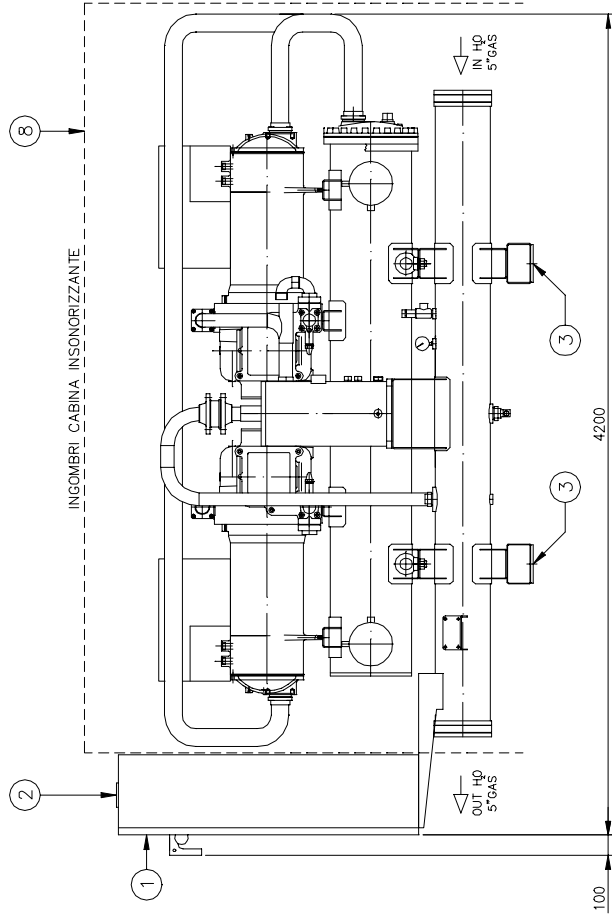 8
INGOMBRI CABINA INSONORIZZANTE
IN H2O
5"GAS
3
4200
3
2
OUT H2O
5"GAS
1
100